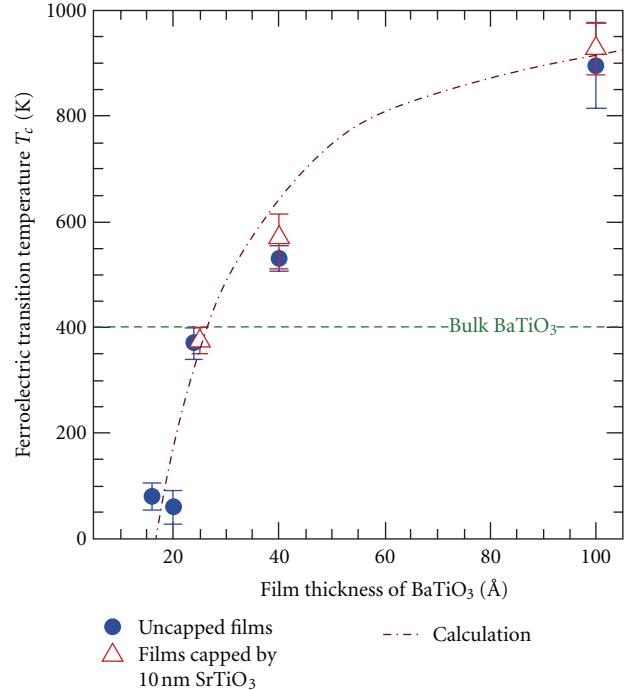 Ferroelectric transition temperature T_c (K)
1000
800
600
400
200
0
Bulk BaTiO₃
20
40
60
80
100
Film thickness of BaTiO₃ (Å)
Uncapped films
Films capped by
10 nm SrTiO₃
Calculation